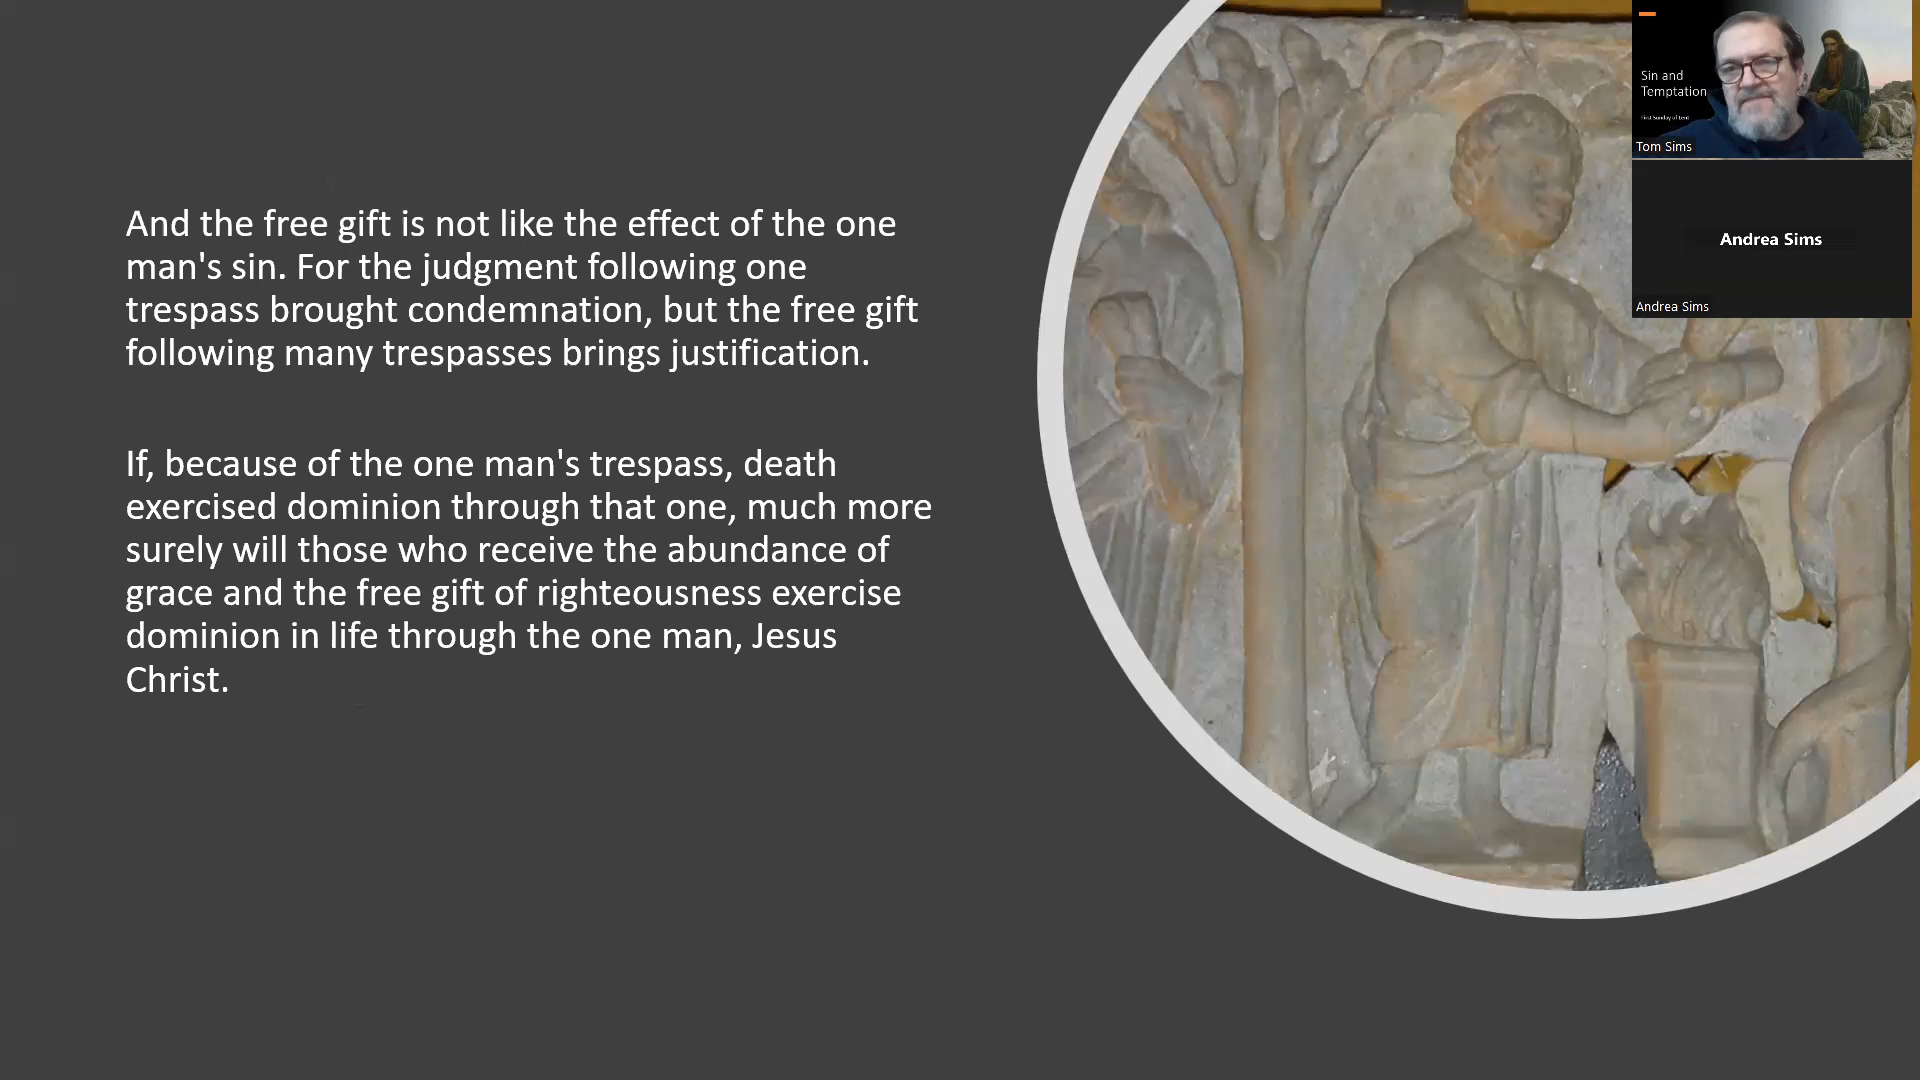 And the free gift is not like the effect of the one
man's sin. For the judgment following one
trespass brought condemnation, but the free gift
following many trespasses brings justification.
If, because of the one man's trespass, death
exercised dominion through that one, much more
surely will those who receive the abundance of
grace and the free gift of righteousness exercise
dominion in life through the one man, Jesus
Christ.
Sin and
Temptation
First Sunday of Lent
Tom Sims
Andrea Sims
Andrea Sims